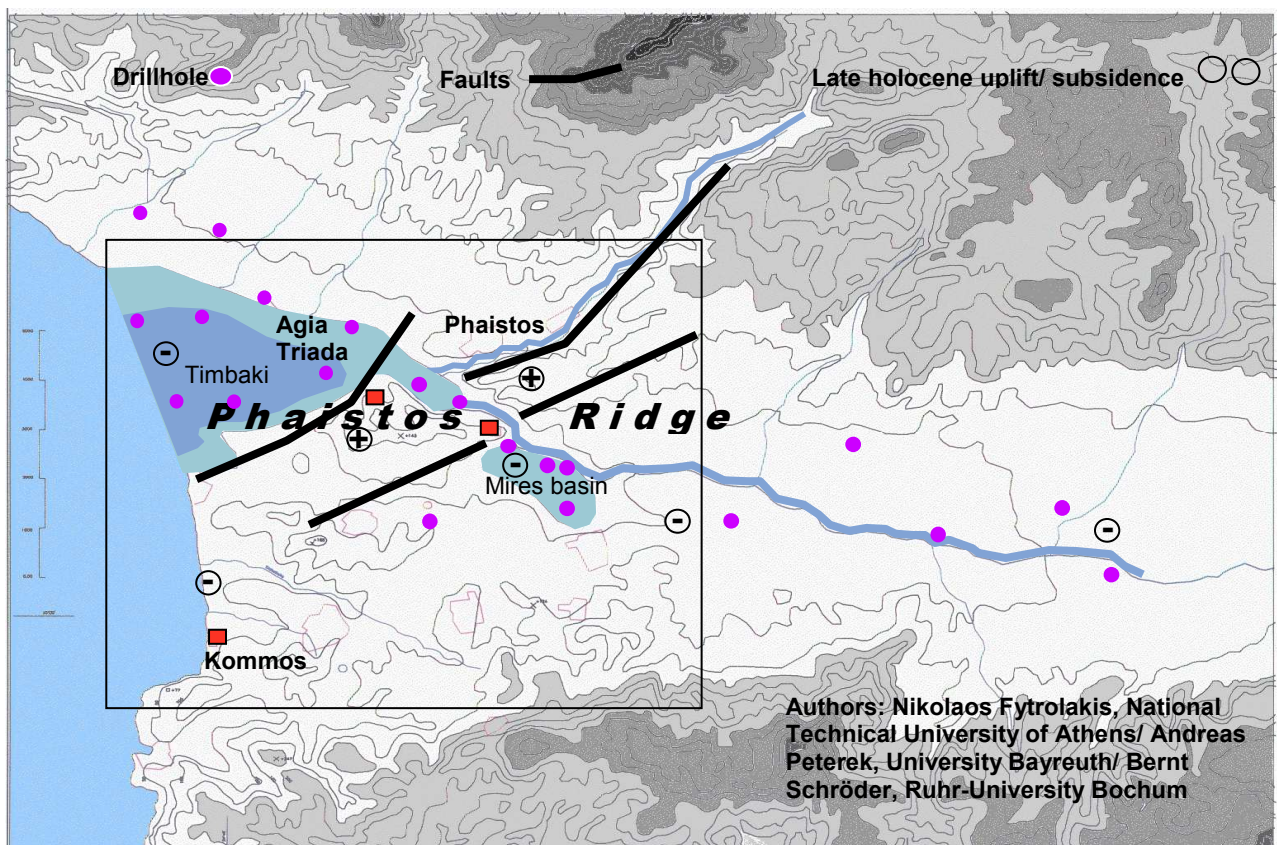 Drillhole
Faults
Late holocene uplift/ subsidence
Agia
Triada
Phaistos
-
Timbaki
+
Phaistos Ridge
+
-
Mires basin
-
-
-
Kommos
Authors: Nikolaos Fytrolakis, National
Technical University of Athens/ Andreas
Peterek, University Bayreuth/ Bernt
Schröder, Ruhr-University Bochum